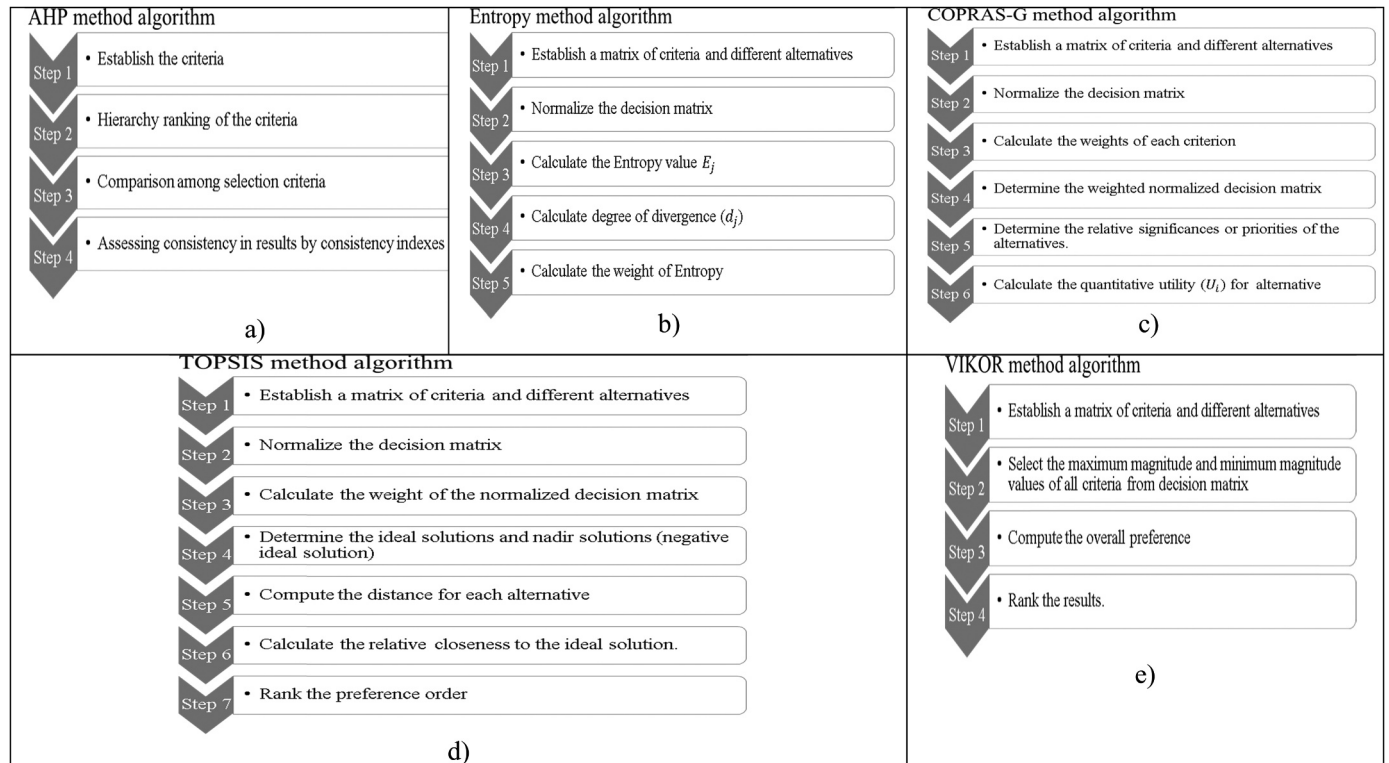 AHP method algorithm
Step 1
• Establish the criteria
Step 2
• Hierarchy ranking of the criteria
Step 3
• Comparison among selection criteria
Step 4
• Assessing consistency in results by consistency indexes
a)
Entropy method algorithm
Step 1
• Establish a matrix of criteria and different alternatives
Step 2
• Normalize the decision matrix
Step 3
• Calculate the Entropy value E_j
Step 4
• Calculate degree of divergence (d_j)
Step 5
• Calculate the weight of Entropy
b)
COPRAS-G method algorithm
Step 1
• Establish a matrix of criteria and different alternatives
Step 2
• Normalize the decision matrix
Step 3
• Calculate the weights of each criterion
Step 4
• Determine the weighted normalized decision matrix
Step 5
• Determine the relative significances or priorities of the
alternatives.
Step 6
• Calculate the quantitative utility (U_i) for alternative
c)
TOPSIS method algorithm
Step 1
• Establish a matrix of criteria and different alternatives
Step 2
• Normalize the decision matrix
Step 3
• Calculate the weight of the normalized decision matrix
Step 4
• Determine the ideal solutions and nadir solutions (negative
ideal solution)
Step 5
• Compute the distance for each alternative
Step 6
• Calculate the relative closeness to the ideal solution.
Step 7
• Rank the preference order
d)
VIKOR method algorithm
Step 1
• Establish a matrix of criteria and different alternatives
Step 2
• Select the maximum magnitude and minimum magnitude
values of all criteria from decision matrix
Step 3
• Compute the overall preference
Step 4
• Rank the results.
e)